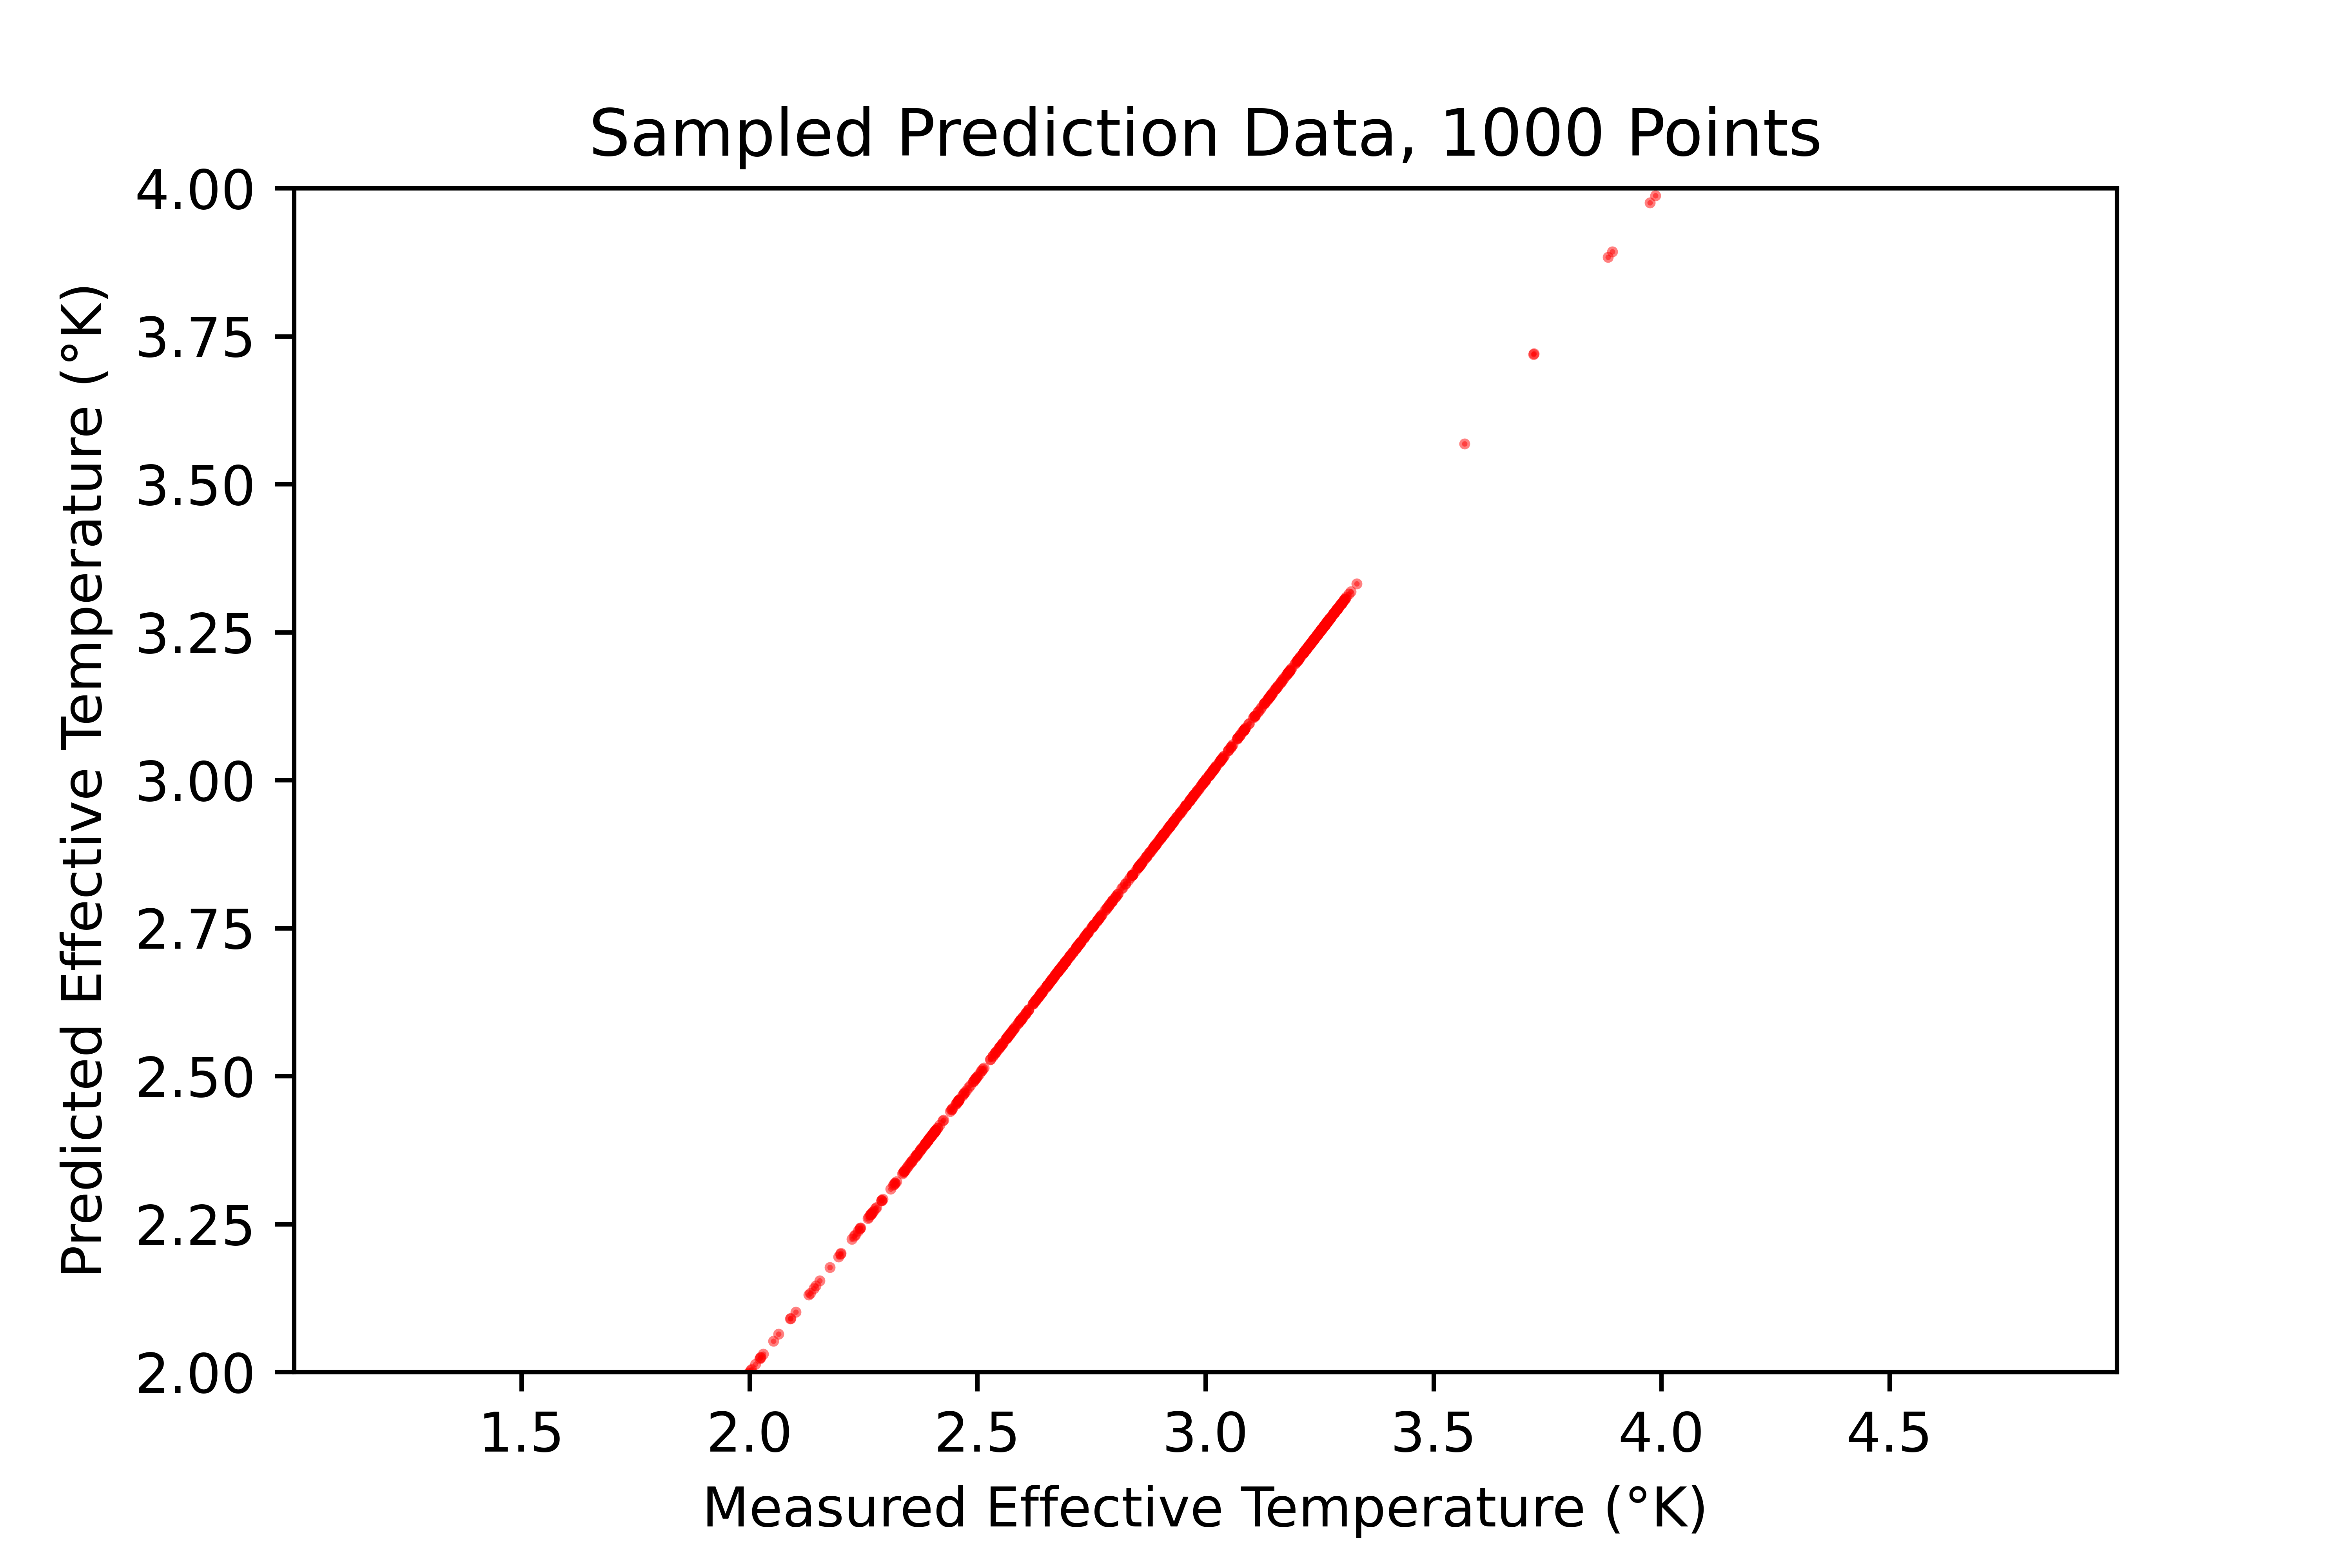 Sampled Prediction Data, 1000 Points
4.00
3.75
3.50
3.25
3.00
2.75
2.50
2.25
2.00
Predicted Effective Temperature (°K)
1.5 2.0 2.5 3.0 3.5 4.0 4.5
Measured Effective Temperature (°K)